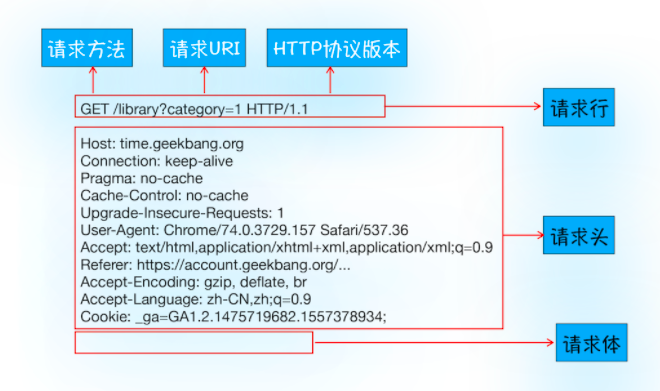 请求方法
请求URI
HTTP协议版本
GET /library?category=1 HTTP/1.1
请求行
Host: time.geekbang.org
Connection: keep-alive
Pragma: no-cache
Cache-Control: no-cache
Upgrade-Insecure-Requests: 1
User-Agent: Chrome/74.0.3729.157 Safari/537.36
Accept: text/html,application/xhtml+xml,application/xml;q=0.9
Referer: https://account.geekbang.org/...
Accept-Encoding: gzip, deflate, br
Accept-Language: zh-CN,zh;q=0.9
Cookie: _ga=GA1.2.1475719682.1557378934;
请求头
请求体